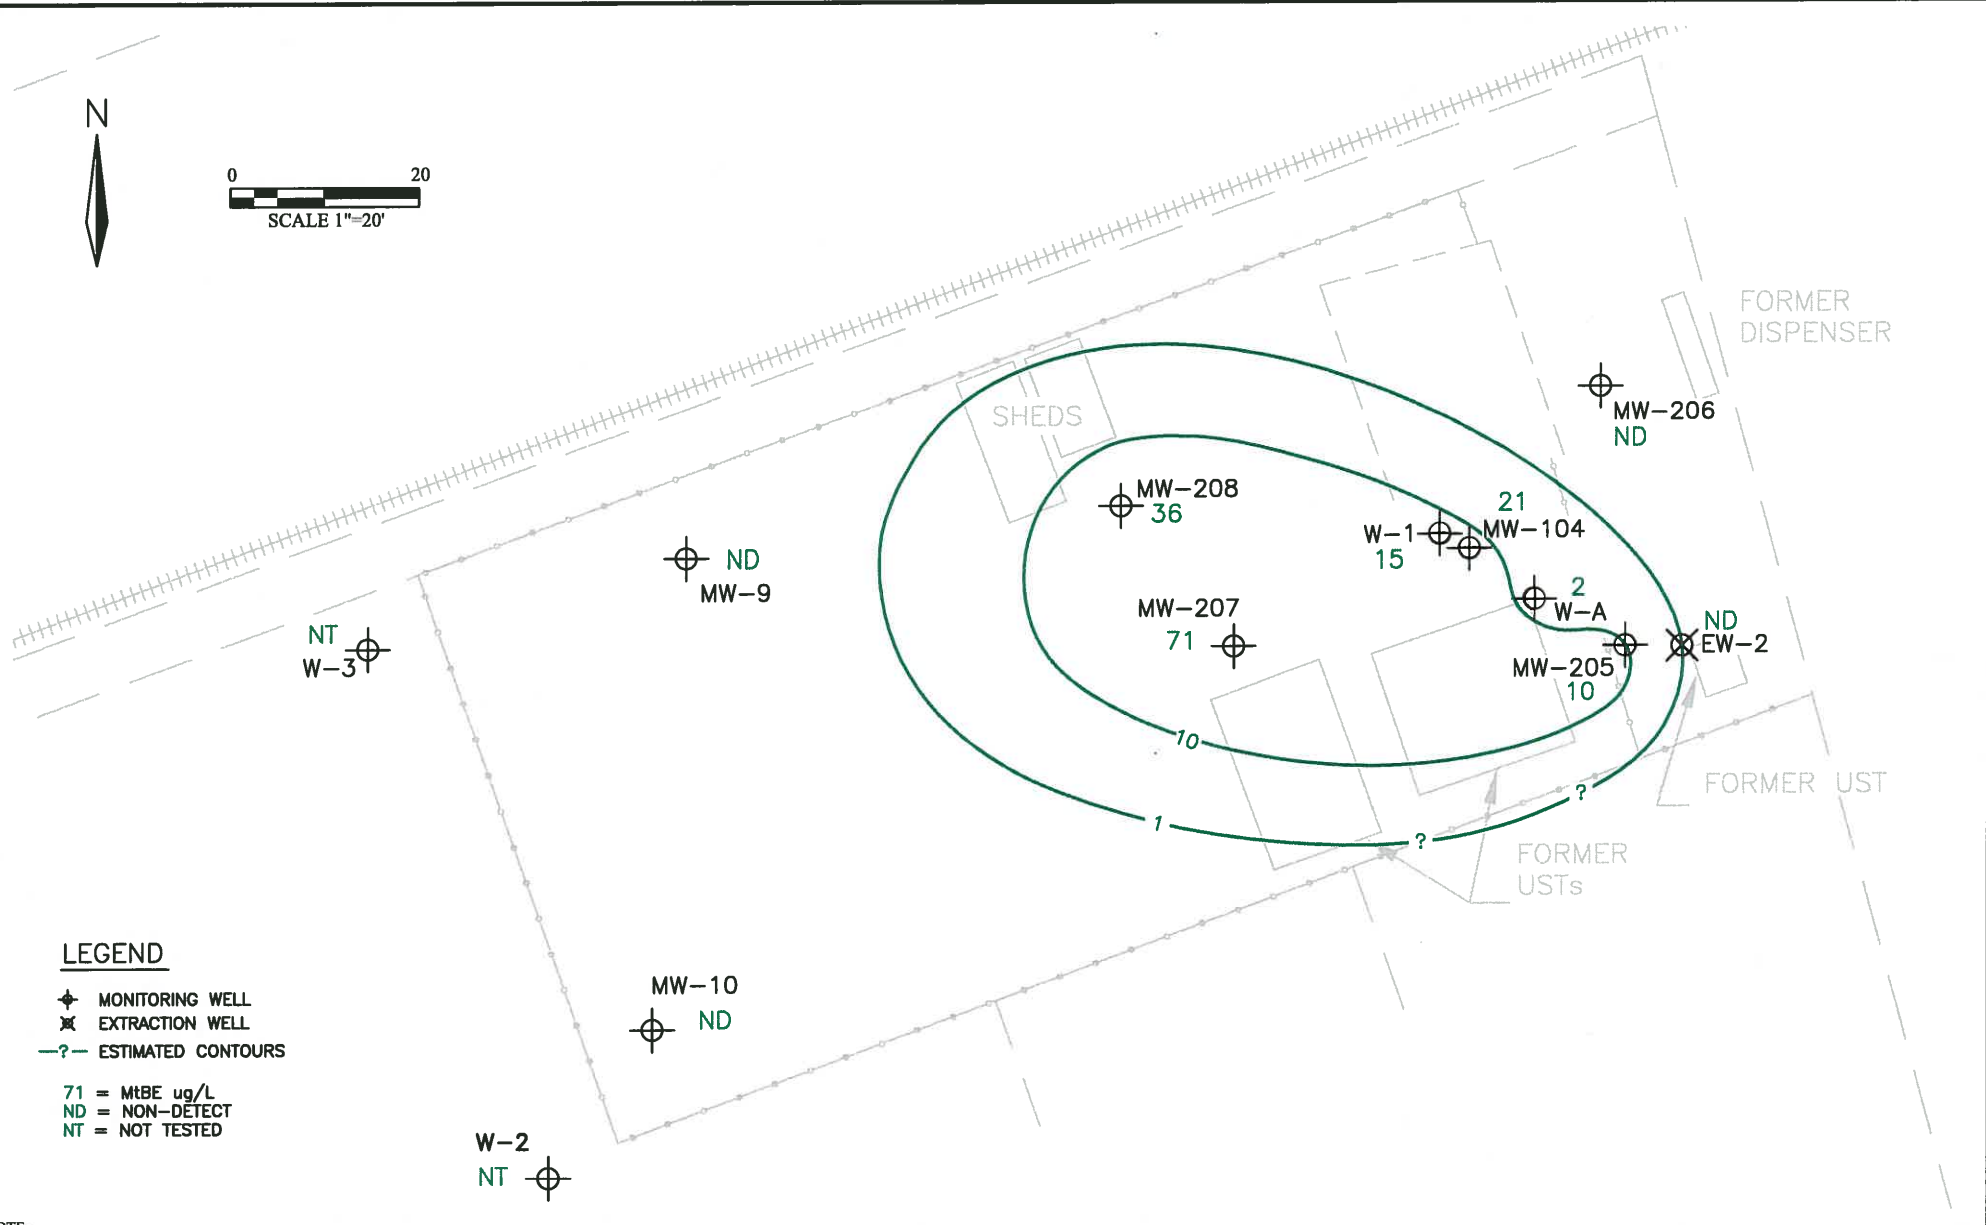 N
0 20
SCALE 1"=20'
FORMER
DISPENSER
SHEDS
MW-206
ND
MW-208
36
21
W-1
MW-104
15
ND
MW-9
2
W-A
MW-207
71
NT
W-3
ND
EW-2
MW-205
10
10
1
?
?
FORMER UST
FORMER
USTs
LEGEND
MONITORING WELL
EXTRACTION WELL
—?— ESTIMATED CONTOURS
71 = MtBE ug/L
ND = NON-DETECT
NT = NOT TESTED
MW-10
ND
W-2
NT